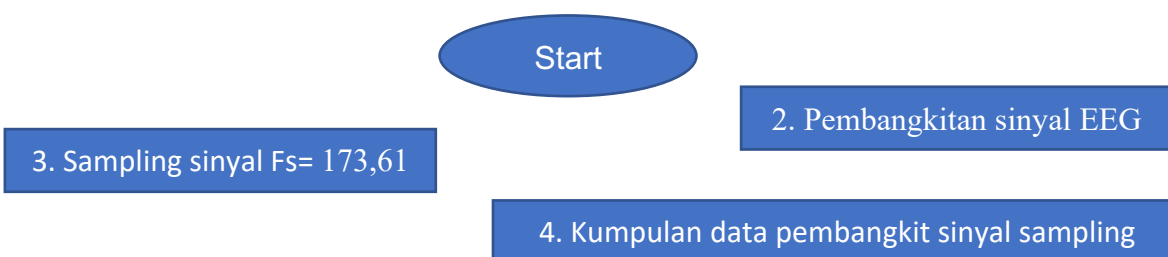 Start
2. Pembangkitan sinyal EEG
3. Sampling sinyal Fs= 173,61
4. Kumpulan data pembangkit sinyal sampling